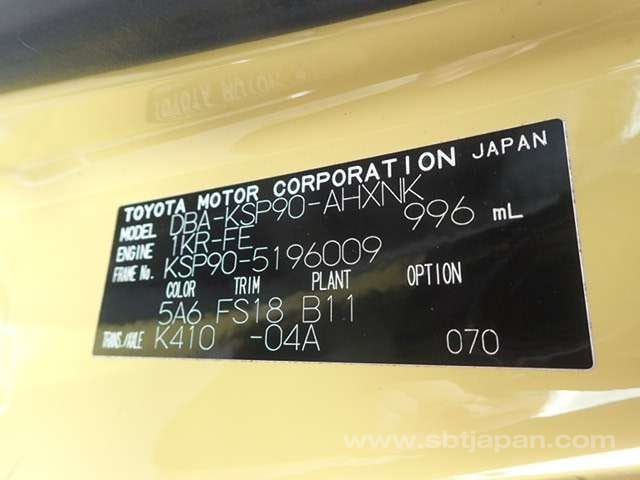 TOYOTA MOTOR CORPORATION JAPAN
MODEL DBA-KSP90-AHXNK
ENGINE 1KR-FE 996 mL
FRAME No. KSP90-5196009
COLOR TRIM PLANT OPTION
5A6 FS18 B11
TRANS./AXLE K410 -04A 070
www.sbtjapan.com